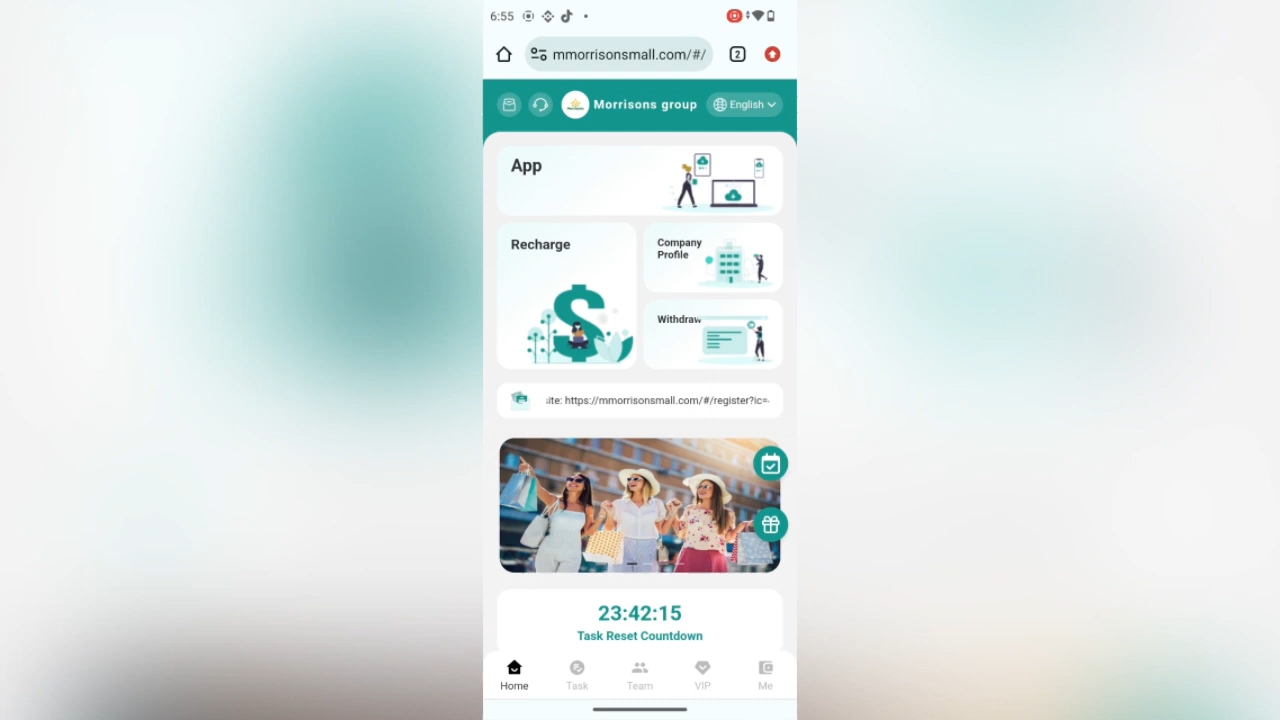 6:55
mmorrisonsmall.com/#/
2
Morrisons group
English
App
Recharge
Company
Profile
Withdraw
site: https://mmorrisonsmall.com/#/register?ic=
23:42:15
Task Reset Countdown
Home
Task
Team
VIP
Me